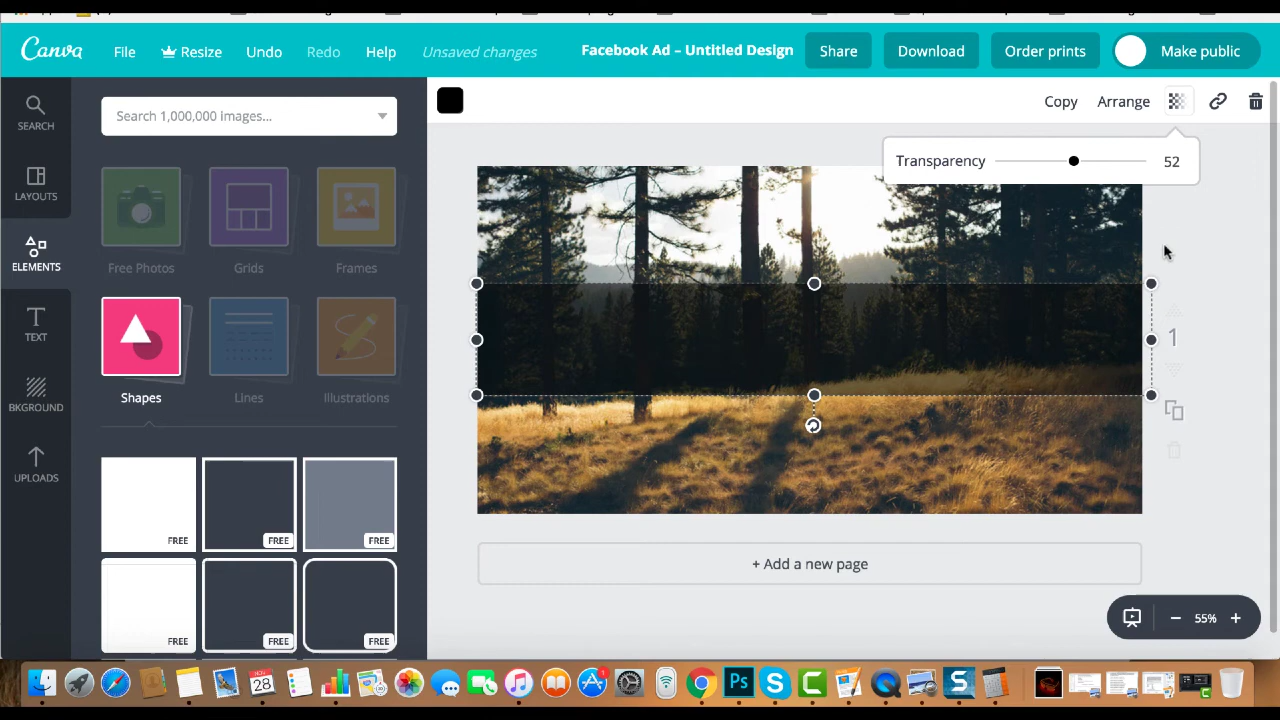 Canva
File
Resize
Undo
Redo
Help
Unsaved changes
Facebook Ad – Untitled Design
Share
Download
Order prints
Make public
SEARCH
LAYOUTS
ELEMENTS
TEXT
BKGROUND
UPLOADS
Search 1,000,000 images...
Free Photos
Grids
Frames
Shapes
Lines
Illustrations
FREE
FREE
FREE
FREE
FREE
FREE
Copy
Arrange
Transparency
52
1
+ Add a new page
55%
NOV
28
Ps